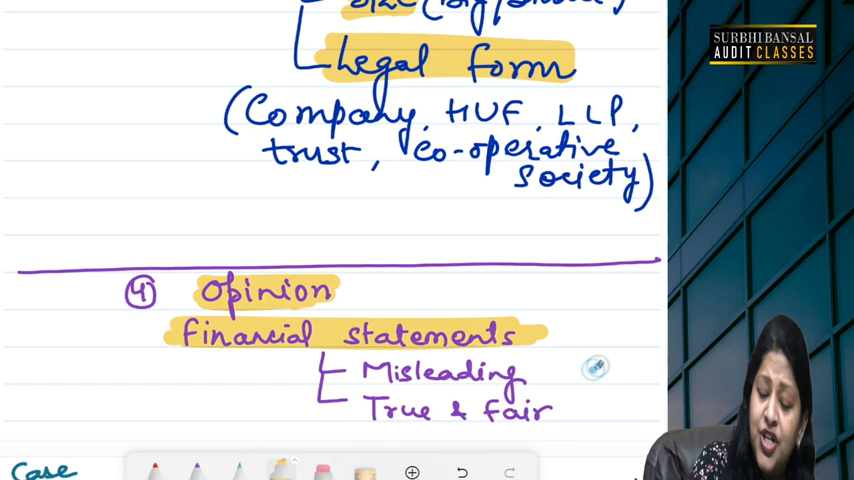 SURBHI BANSAL
AUDIT CLASSES
Legal form
(Company, HUF, LLP,
trust, Co-operative
society)
④ Opinion
financial statements
Misleading
True & fair
Case